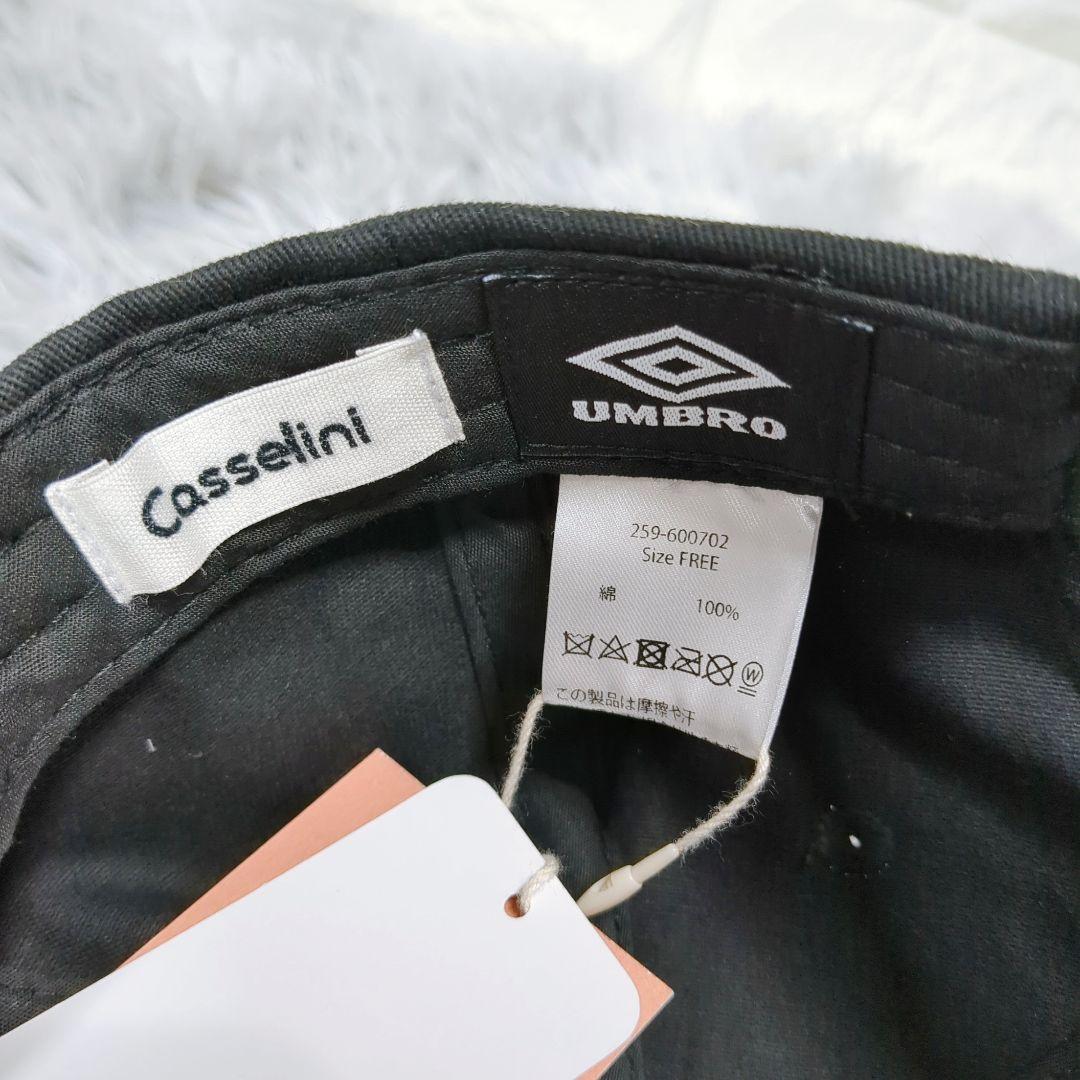 Casselini
UMBRO
259-600702
Size FREE
綿 100%
W
この製品は摩擦や汗